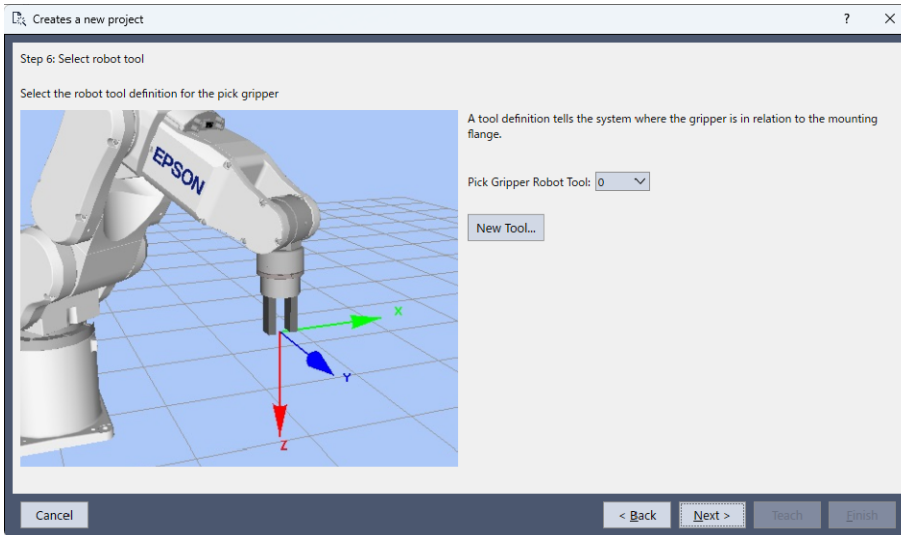 Creates a new project
?
Step 6: Select robot tool
Select the robot tool definition for the pick gripper
A tool definition tells the system where the gripper is in relation to the mounting
flange.
EPSON
Pick Gripper Robot Tool: 0
New Tool...
X
Y
Z
Cancel
< Back
Next >
Teach
Finish